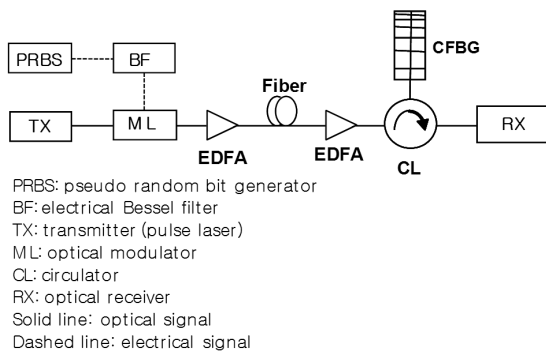 PRBS
BF
CFBG
Fiber
TX
ML
RX
EDFA
EDFA
CL
PRBS: pseudo random bit generator
BF: electrical Bessel filter
TX: transmitter (pulse laser)
ML: optical modulator
CL: circulator
RX: optical receiver
Solid line: optical signal
Dashed line: electrical signal